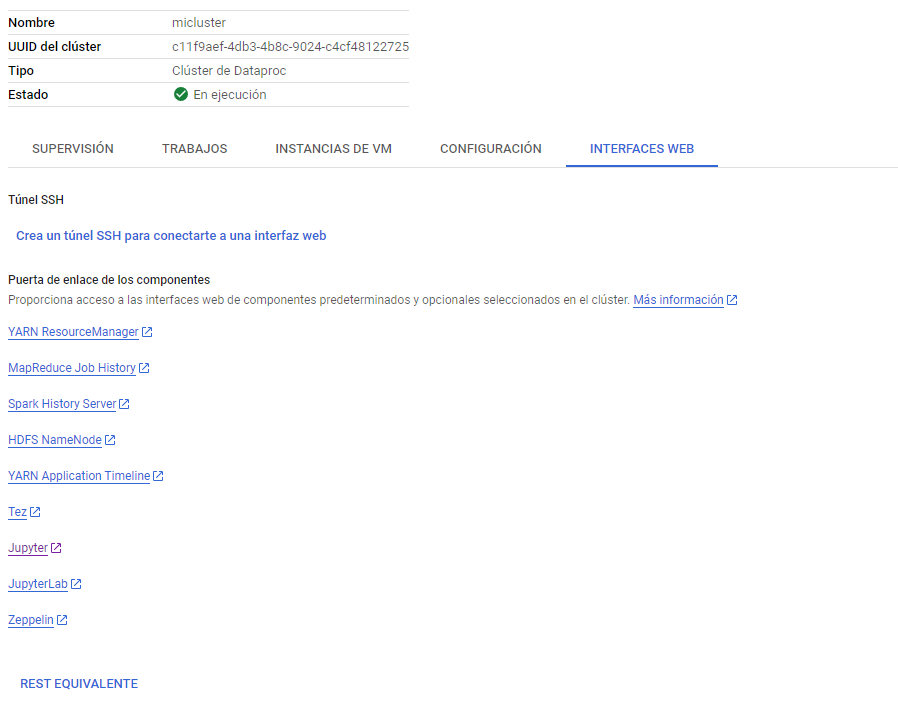 Nombre micluster
UUID del clúster c11f9aef-4db3-4b8c-9024-c4cf48122725
Tipo Clúster de Dataproc
Estado En ejecución
SUPERVISIÓN TRABAJOS INSTANCIAS DE VM CONFIGURACIÓN INTERFACES WEB
Túnel SSH
Crea un túnel SSH para conectarte a una interfaz web
Puerta de enlace de los componentes
Proporciona acceso a las interfaces web de componentes predeterminados y opcionales seleccionados en el clúster. Más información
YARN ResourceManager
MapReduce Job History
Spark History Server
HDFS NameNode
YARN Application Timeline
Tez
Jupyter
JupyterLab
Zeppelin
REST EQUIVALENTE